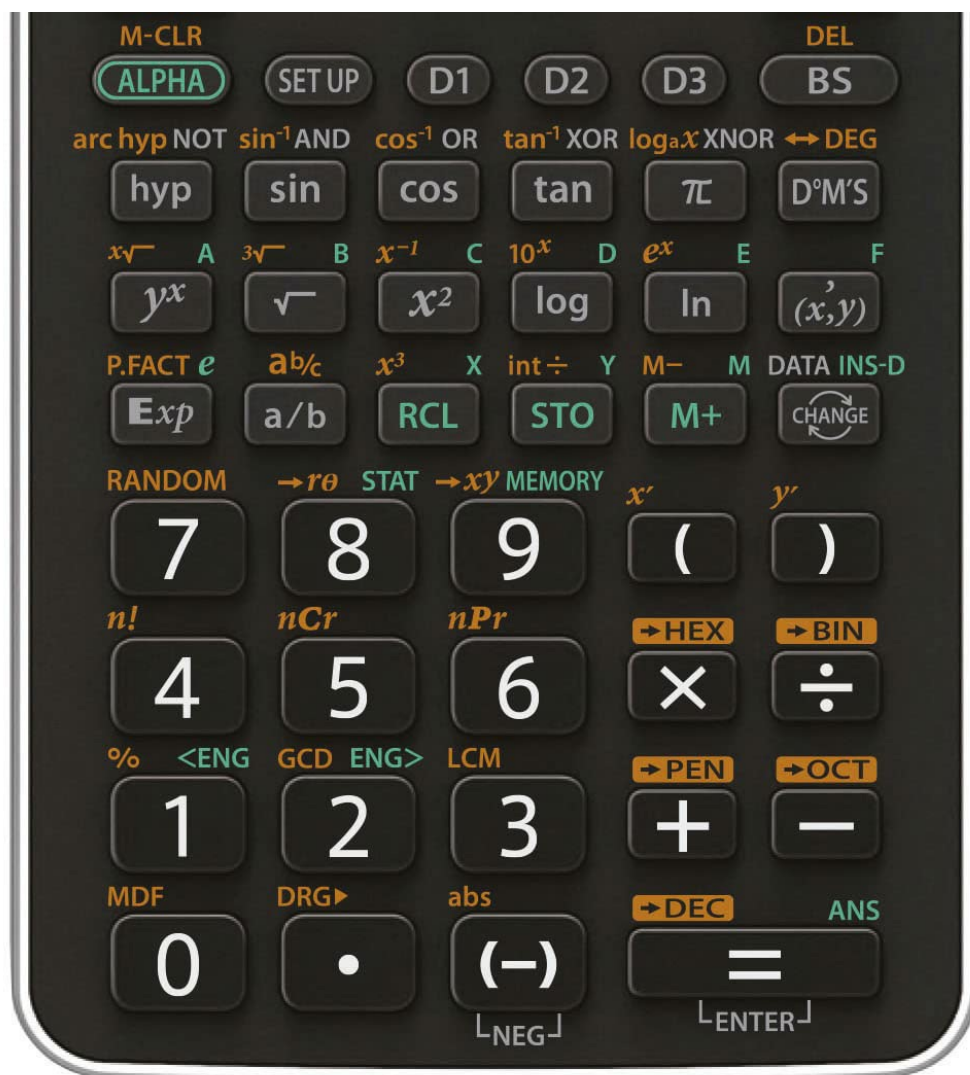 M-CLR DEL
ALPHA SET UP D1 D2 D3 BS
arc hyp NOT sin⁻¹ AND cos⁻¹ OR tan⁻¹ XOR logₐx XNOR ↔DEG
hyp sin cos tan π D°M'S
ˣ√ A ³√ B x⁻¹ C 10ˣ D eˣ E F
yˣ √ x² log ln (x,y) ,
P.FACT e ab/c x³ X int÷ Y M− M DATA INS-D
Exp a/b RCL STO M+ CHANGE
RANDOM →rθ STAT →xy MEMORY x′ y′
7 8 9 ( )
n! nCr nPr →HEX →BIN
4 5 6 × ÷
% <ENG GCD ENG> LCM →PEN →OCT
1 2 3 + −
MDF DRG▶ abs →DEC ANS
0 • (−) =
NEG ENTER